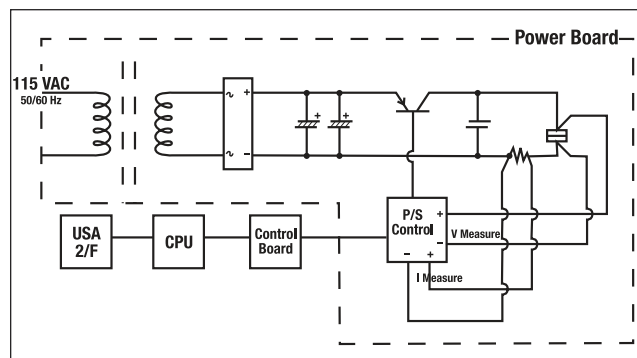 Power Board
115 VAC
50/60 Hz
~ +
+ +
~ −
P/S
Control
+
V Measure
−
− +
I Measure
USA
2/F
CPU
Control
Board